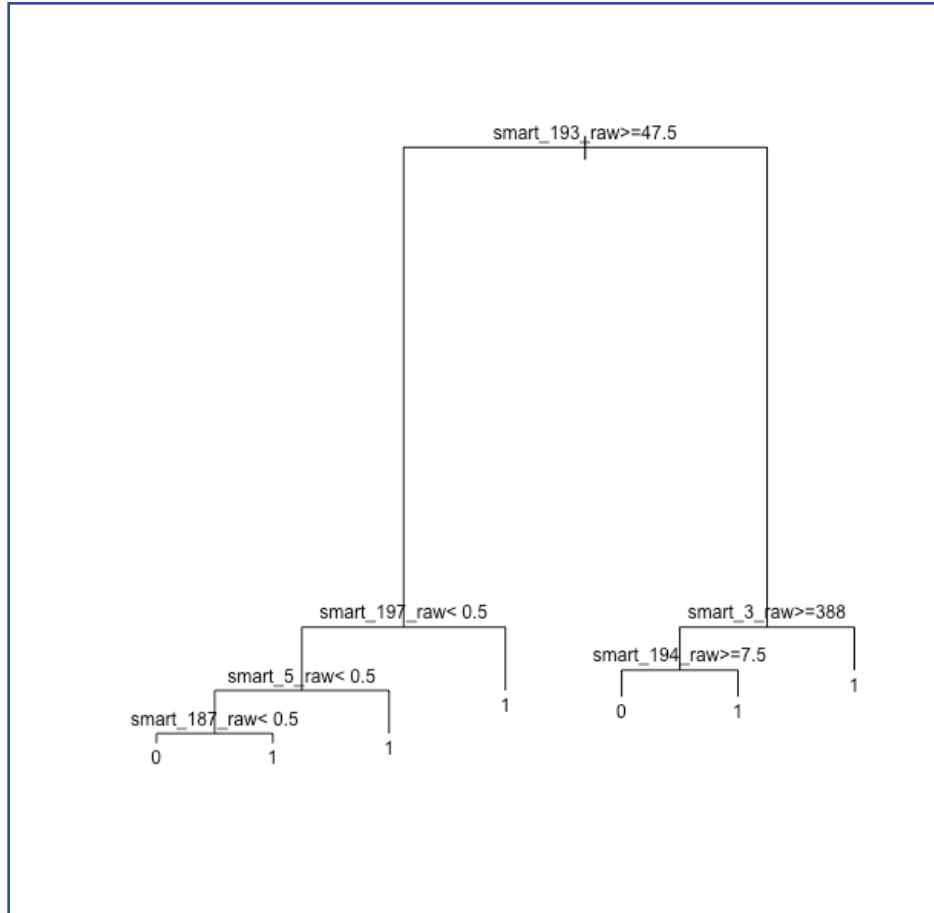 smart_193_raw>=47.5
smart_197_raw< 0.5
smart_3_raw>=388
smart_194_raw>=7.5
smart_5_raw< 0.5
1
1
0
1
smart_187_raw< 0.5
1
0
1